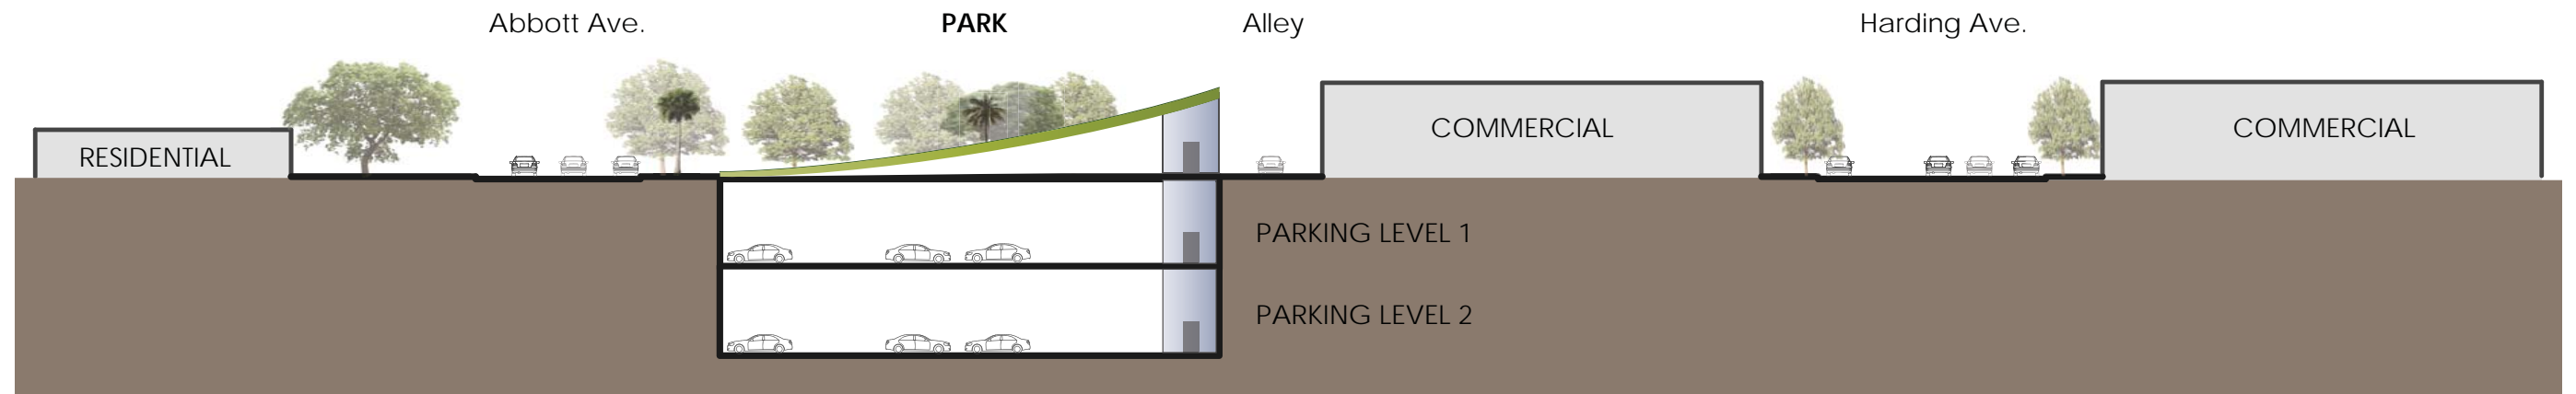 Abbott Ave.
PARK
Alley
Harding Ave.
RESIDENTIAL
COMMERCIAL
COMMERCIAL
PARKING LEVEL 1
PARKING LEVEL 2